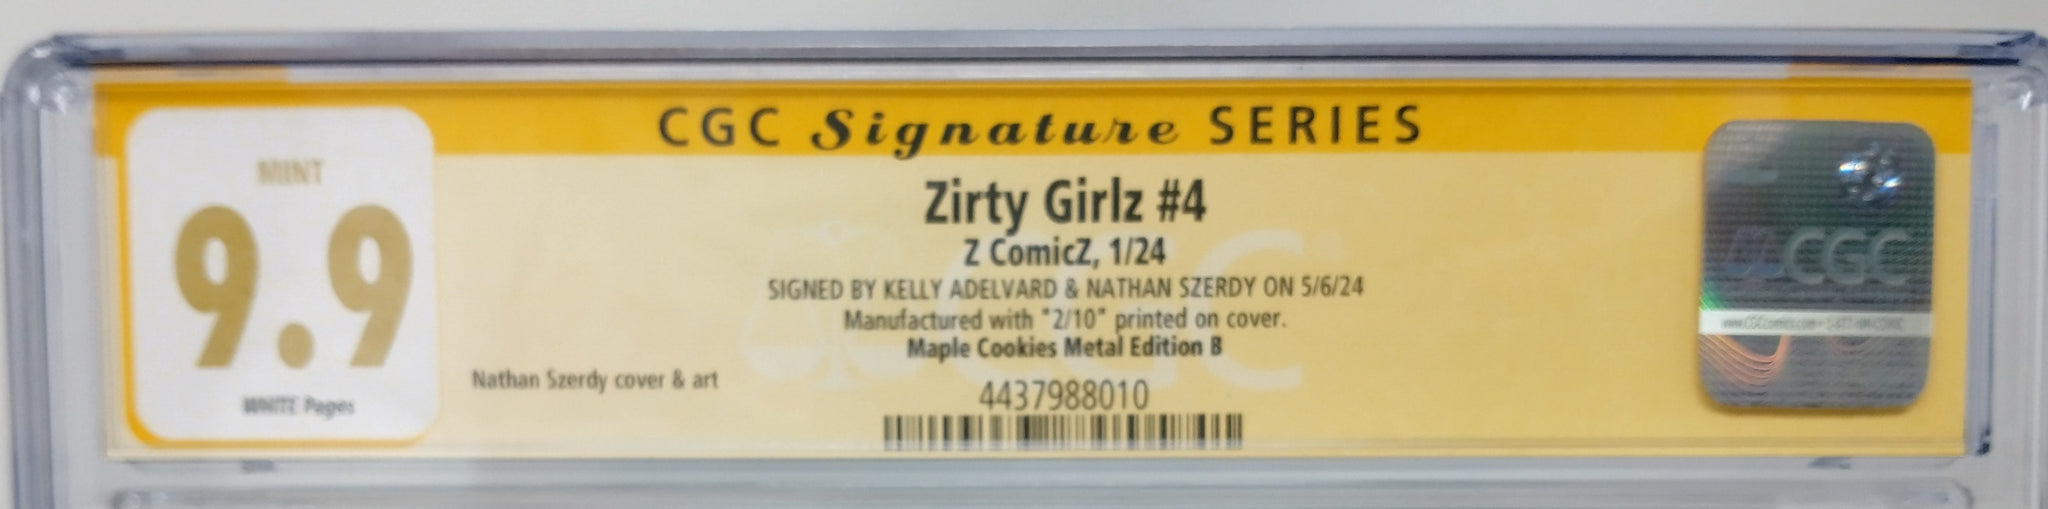 CGC Signature SERIES
MINT
9.9
WHITE Pages
Zirty Girlz #4
Z ComicZ, 1/24
SIGNED BY KELLY ADELVARD & NATHAN SZERDY ON 5/6/24
Manufactured with "2/10" printed on cover.
Maple Cookies Metal Edition B
Nathan Szerdy cover & art
4437988010
CGC
CGC